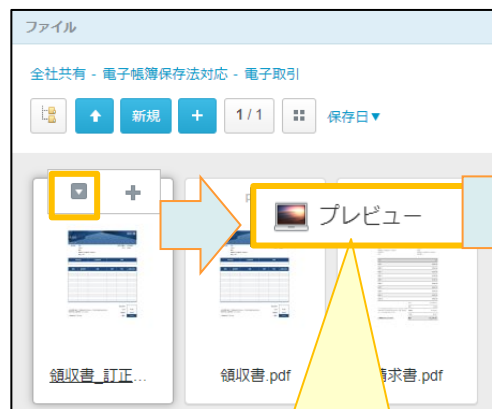 ファイル
全社共有 - 電子帳簿保存法対応 - 電子取引
新規
1 / 1
保存日▼
プレビュー
領収書_訂正...
領収書.pdf
求書.pdf